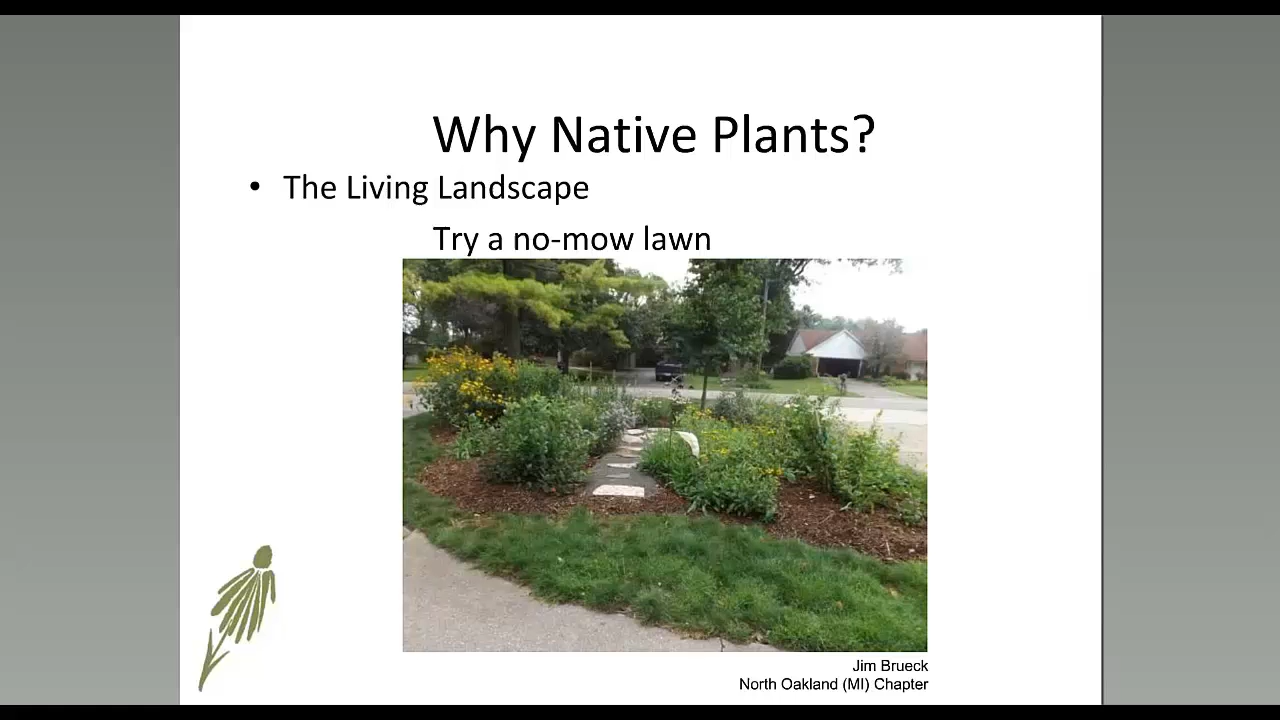 Why Native Plants?
• The Living Landscape
Try a no-mow lawn
Jim Brueck
North Oakland (MI) Chapter